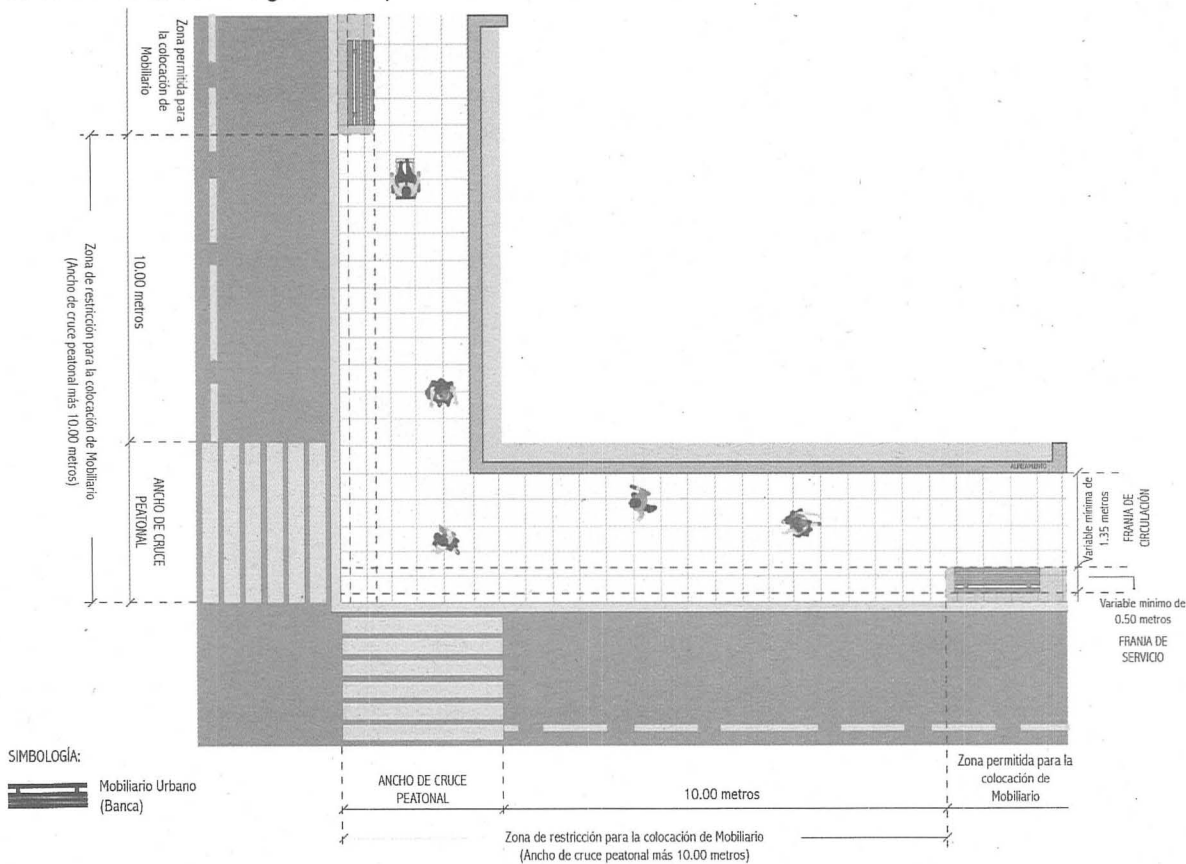 Zona permitida para
la colocación de
Mobiliario
Zona de restricción para la colocación de Mobiliario
(Ancho de cruce peatonal más 10.00 metros)
10.00 metros
ANCHO DE CRUCE
PEATONAL
ALINEAMIENTO
Variable mínima de
1.35 metros
FRANJA DE
CIRCULACIÓN
Variable mínimo de
0.50 metros
FRANJA DE
SERVICIO
SIMBOLOGÍA:
Mobiliario Urbano
(Banca)
ANCHO DE CRUCE
PEATONAL
10.00 metros
Zona permitida para la
colocación de
Mobiliario
Zona de restricción para la colocación de Mobiliario
(Ancho de cruce peatonal más 10.00 metros)